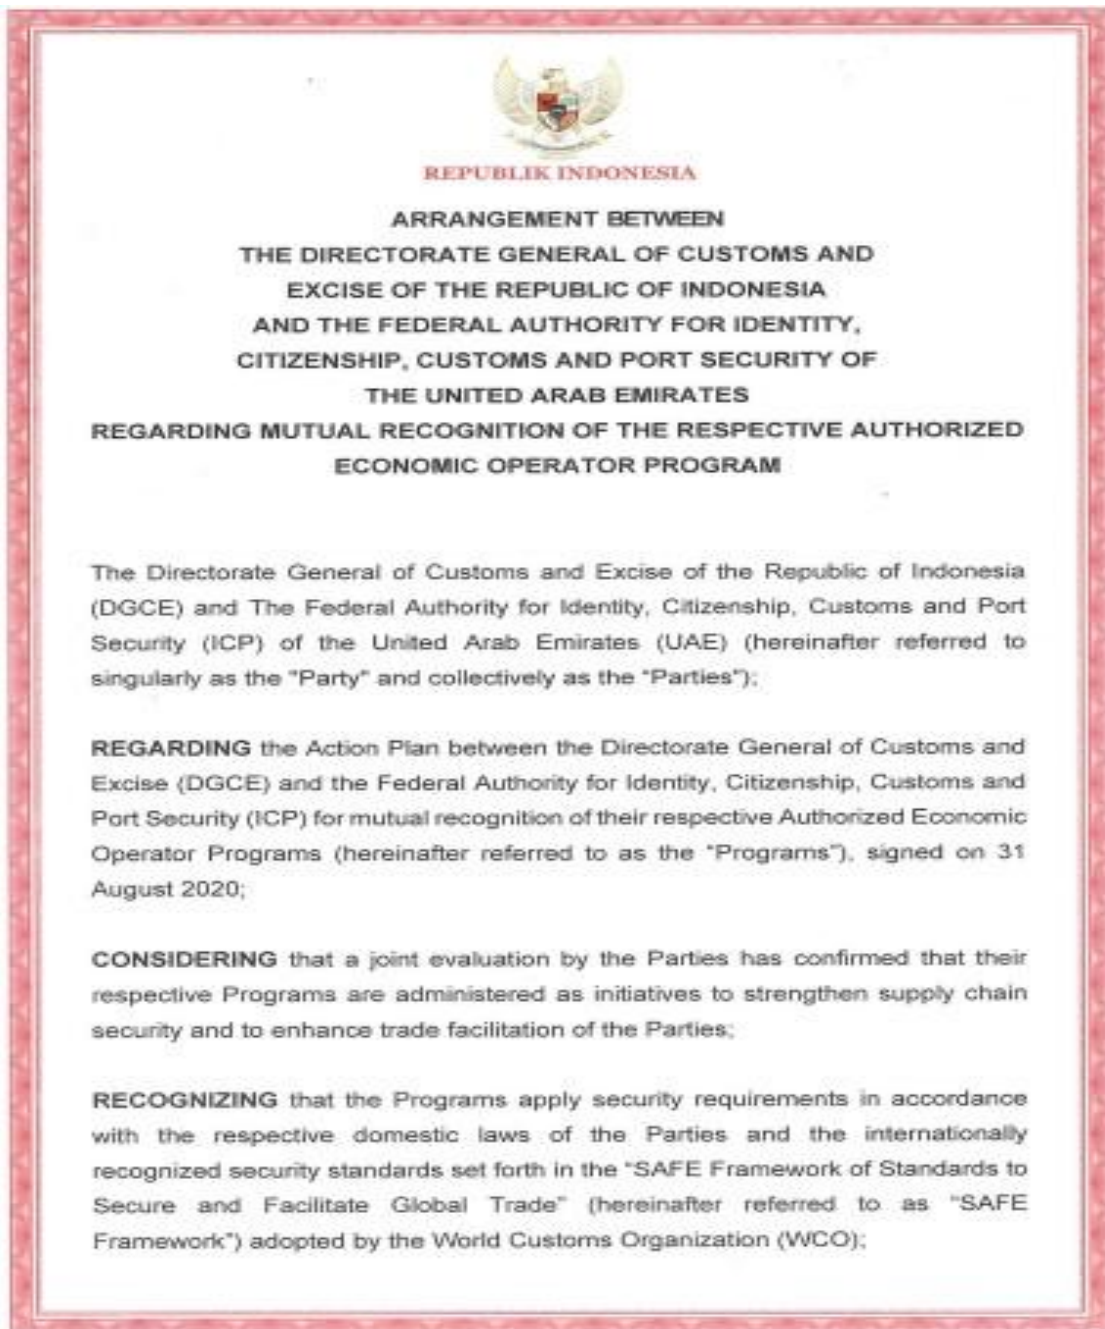 REPUBLIK INDONESIA
ARRANGEMENT BETWEEN
THE DIRECTORATE GENERAL OF CUSTOMS AND
EXCISE OF THE REPUBLIC OF INDONESIA
AND THE FEDERAL AUTHORITY FOR IDENTITY,
CITIZENSHIP, CUSTOMS AND PORT SECURITY OF
THE UNITED ARAB EMIRATES
REGARDING MUTUAL RECOGNITION OF THE RESPECTIVE AUTHORIZED
ECONOMIC OPERATOR PROGRAM
The Directorate General of Customs and Excise of the Republic of Indonesia
(DGCE) and The Federal Authority for Identity, Citizenship, Customs and Port
Security (ICP) of the United Arab Emirates (UAE) (hereinafter referred to
singularly as the "Party" and collectively as the "Parties");
REGARDING the Action Plan between the Directorate General of Customs and
Excise (DGCE) and the Federal Authority for Identity, Citizenship, Customs and
Port Security (ICP) for mutual recognition of their respective Authorized Economic
Operator Programs (hereinafter referred to as the "Programs"), signed on 31
August 2020;
CONSIDERING that a joint evaluation by the Parties has confirmed that their
respective Programs are administered as initiatives to strengthen supply chain
security and to enhance trade facilitation of the Parties;
RECOGNIZING that the Programs apply security requirements in accordance
with the respective domestic laws of the Parties and the internationally
recognized security standards set forth in the "SAFE Framework of Standards to
Secure and Facilitate Global Trade" (hereinafter referred to as "SAFE
Framework") adopted by the World Customs Organization (WCO);